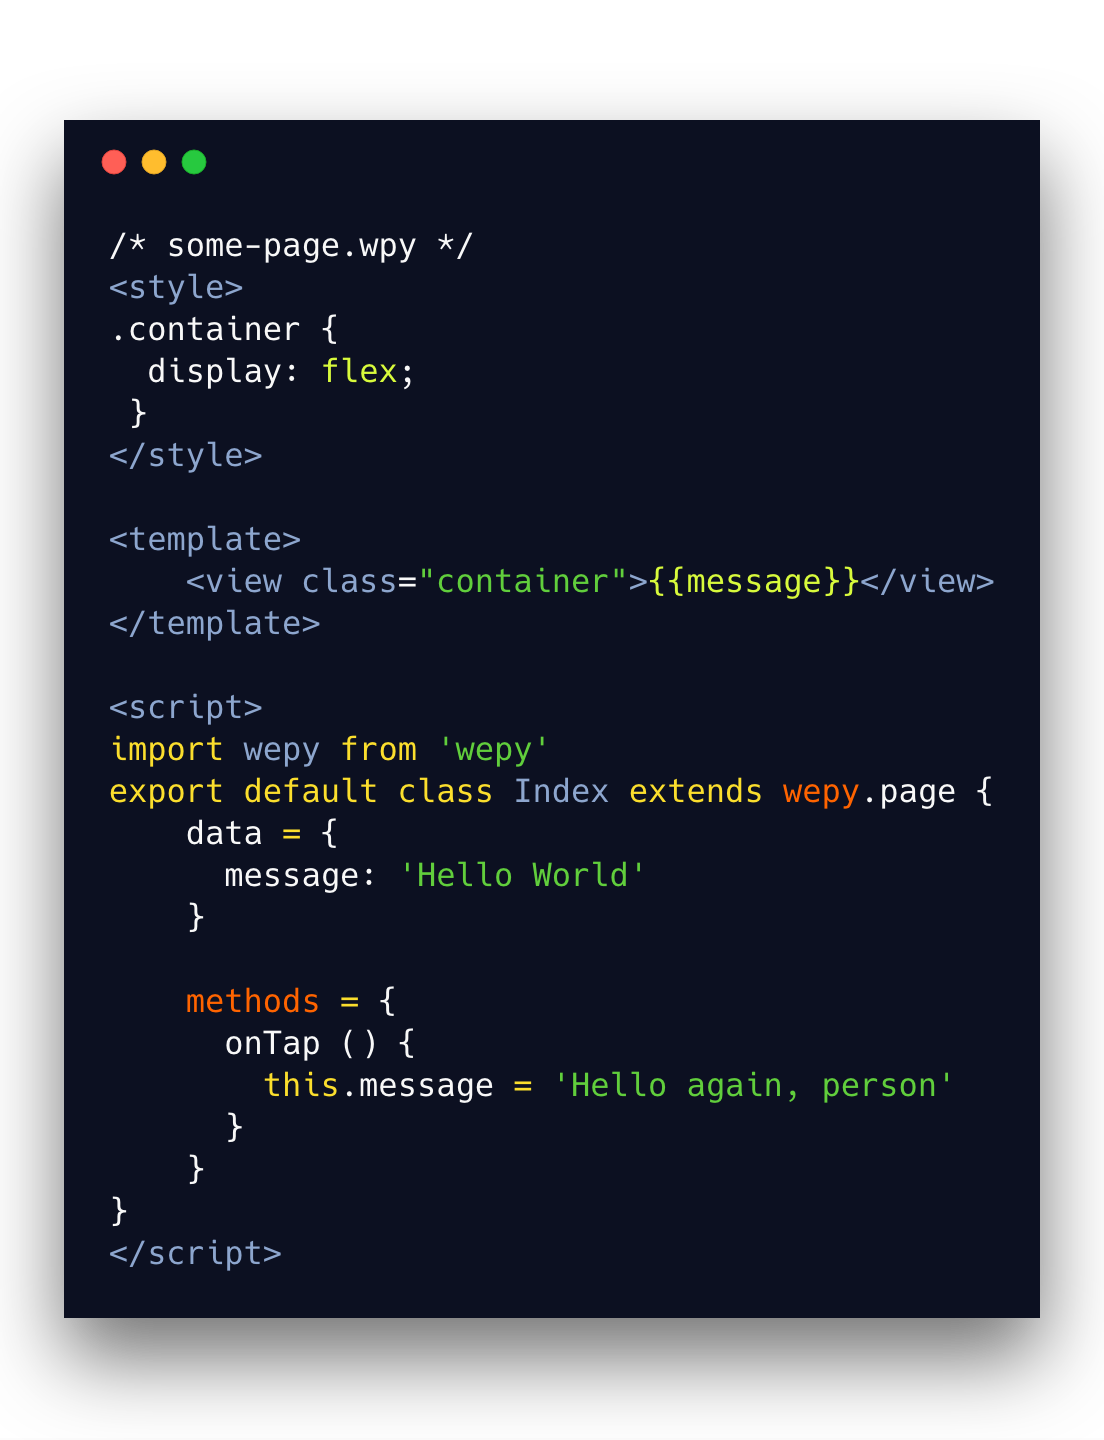 /* some-page.wpy */
<style>
.container {
  display: flex;
 }
</style>

<template>
    <view class="container">{{message}}</view>
</template>

<script>
import wepy from 'wepy'
export default class Index extends wepy.page {
    data = {
      message: 'Hello World'
    }

    methods = {
      onTap () {
        this.message = 'Hello again, person'
      }
    }
}
</script>